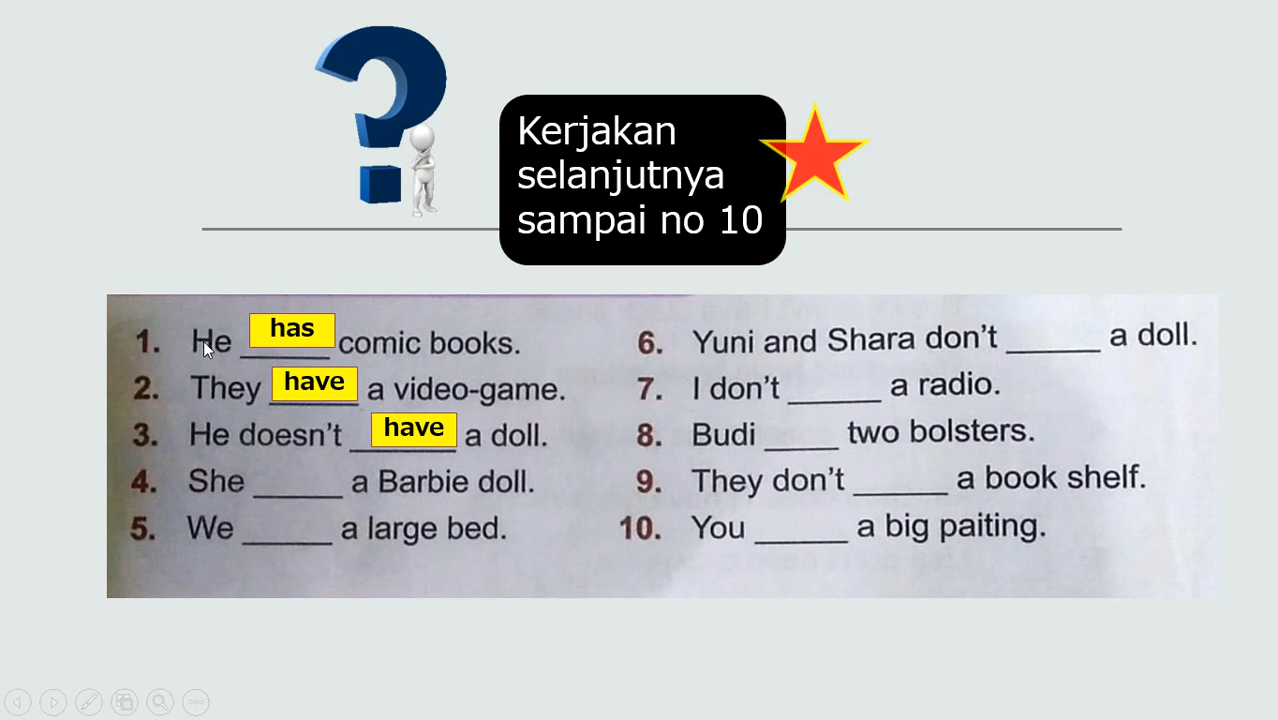 Kerjakan
selanjutnya
sampai no 10
1. He has comic books.
2. They have a video-game.
3. He doesn't have a doll.
4. She ______ a Barbie doll.
5. We ______ a large bed.
6. Yuni and Shara don't ______ a doll.
7. I don't ______ a radio.
8. Budi _____ two bolsters.
9. They don't ______ a book shelf.
10. You ______ a big paiting.